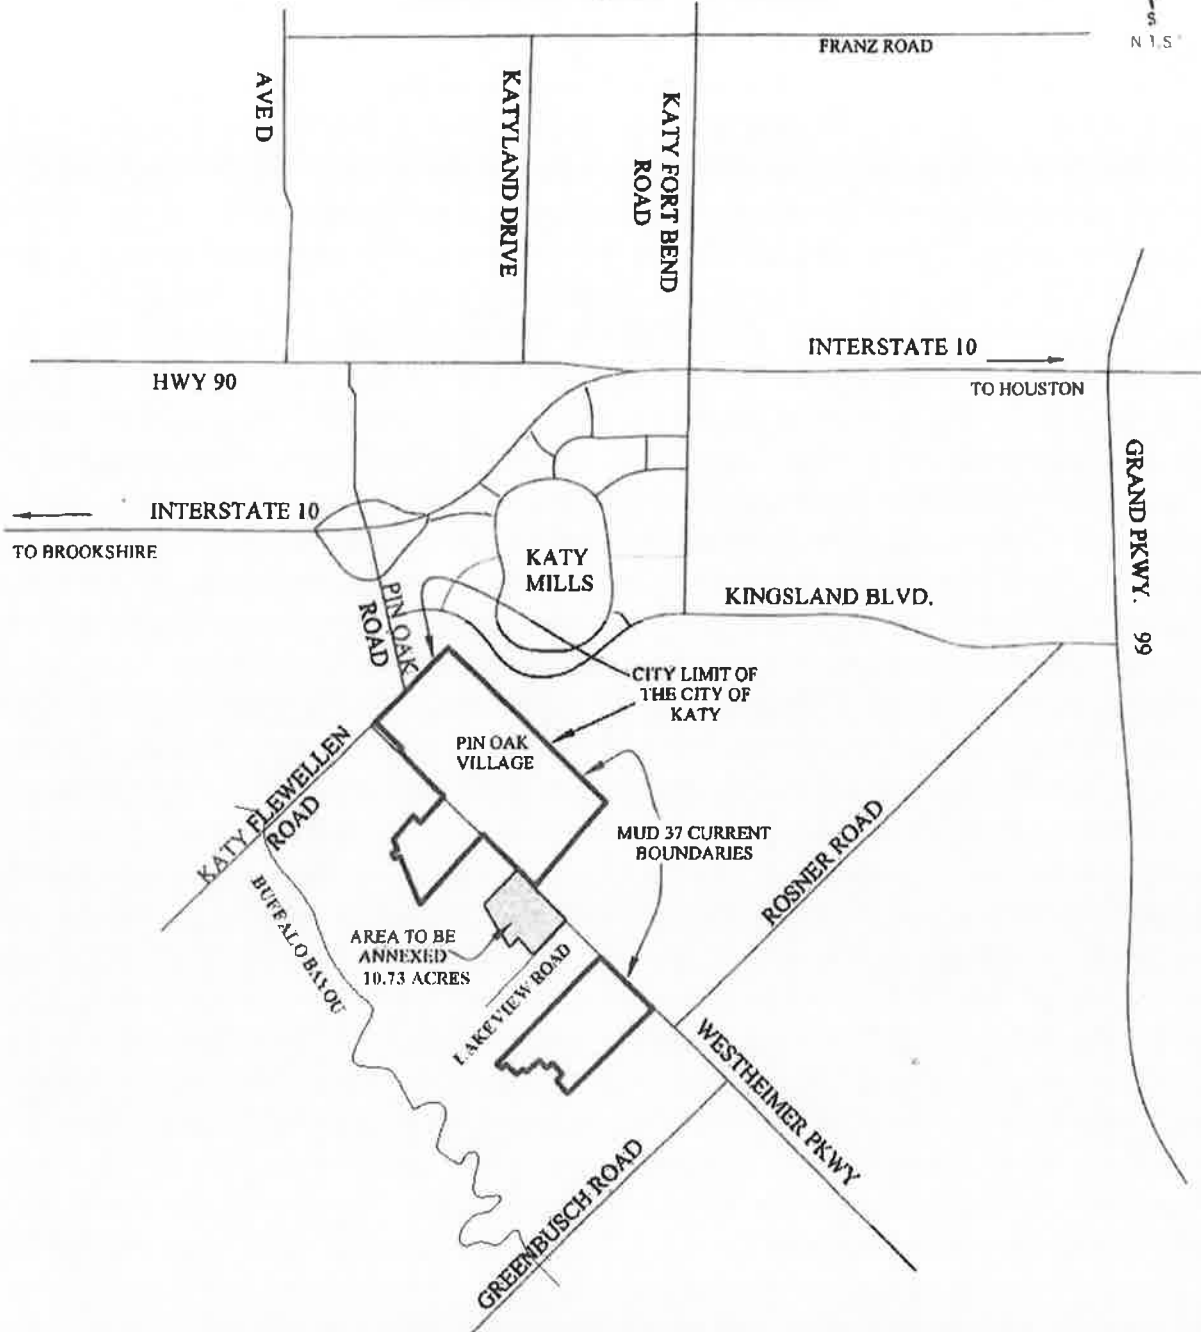 S
N.T.S
FRANZ ROAD
AVE D
KATYLAND DRIVE
KATY FORT BEND
ROAD
INTERSTATE 10
HWY 90
TO HOUSTON
GRAND PKWY. 99
INTERSTATE 10
TO BROOKSHIRE
KATY
MILLS
PIN OAK
ROAD
KINGSLAND BLVD.
CITY LIMIT OF
THE CITY OF
KATY
PIN OAK
VILLAGE
KATY FLEWELLEN
ROAD
MUD 37 CURRENT
BOUNDARIES
ROSNER ROAD
BUFFALO BAYOU
AREA TO BE
ANNEXED
10.73 ACRES
LAKEVIEW ROAD
WESTHEIMER PKWY
GREENBUSCH ROAD